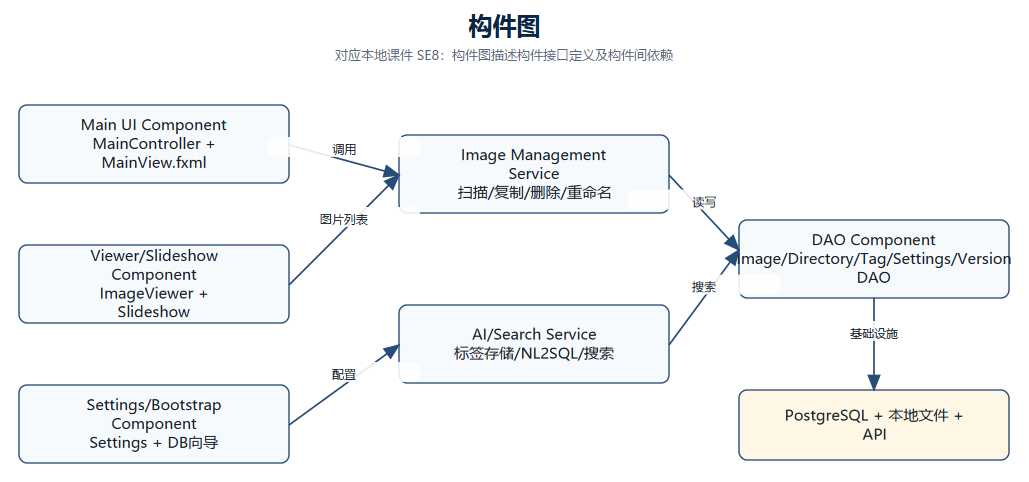 构件图
对应本地课件 SE8：构件图描述构件接口定义及构件间依赖
Main UI Component
MainController +
MainView.fxml
调用
Image Management
Service
扫描/复制/删除/重命名
图片列表
读写
Viewer/Slideshow
Component
ImageViewer +
Slideshow
DAO Component
Image/Directory/Tag/Settings/Version
DAO
搜索
AI/Search Service
标签存储/NL2SQL/搜索
基础设施
配置
Settings/Bootstrap
Component
Settings + DB向导
PostgreSQL + 本地文件 +
API